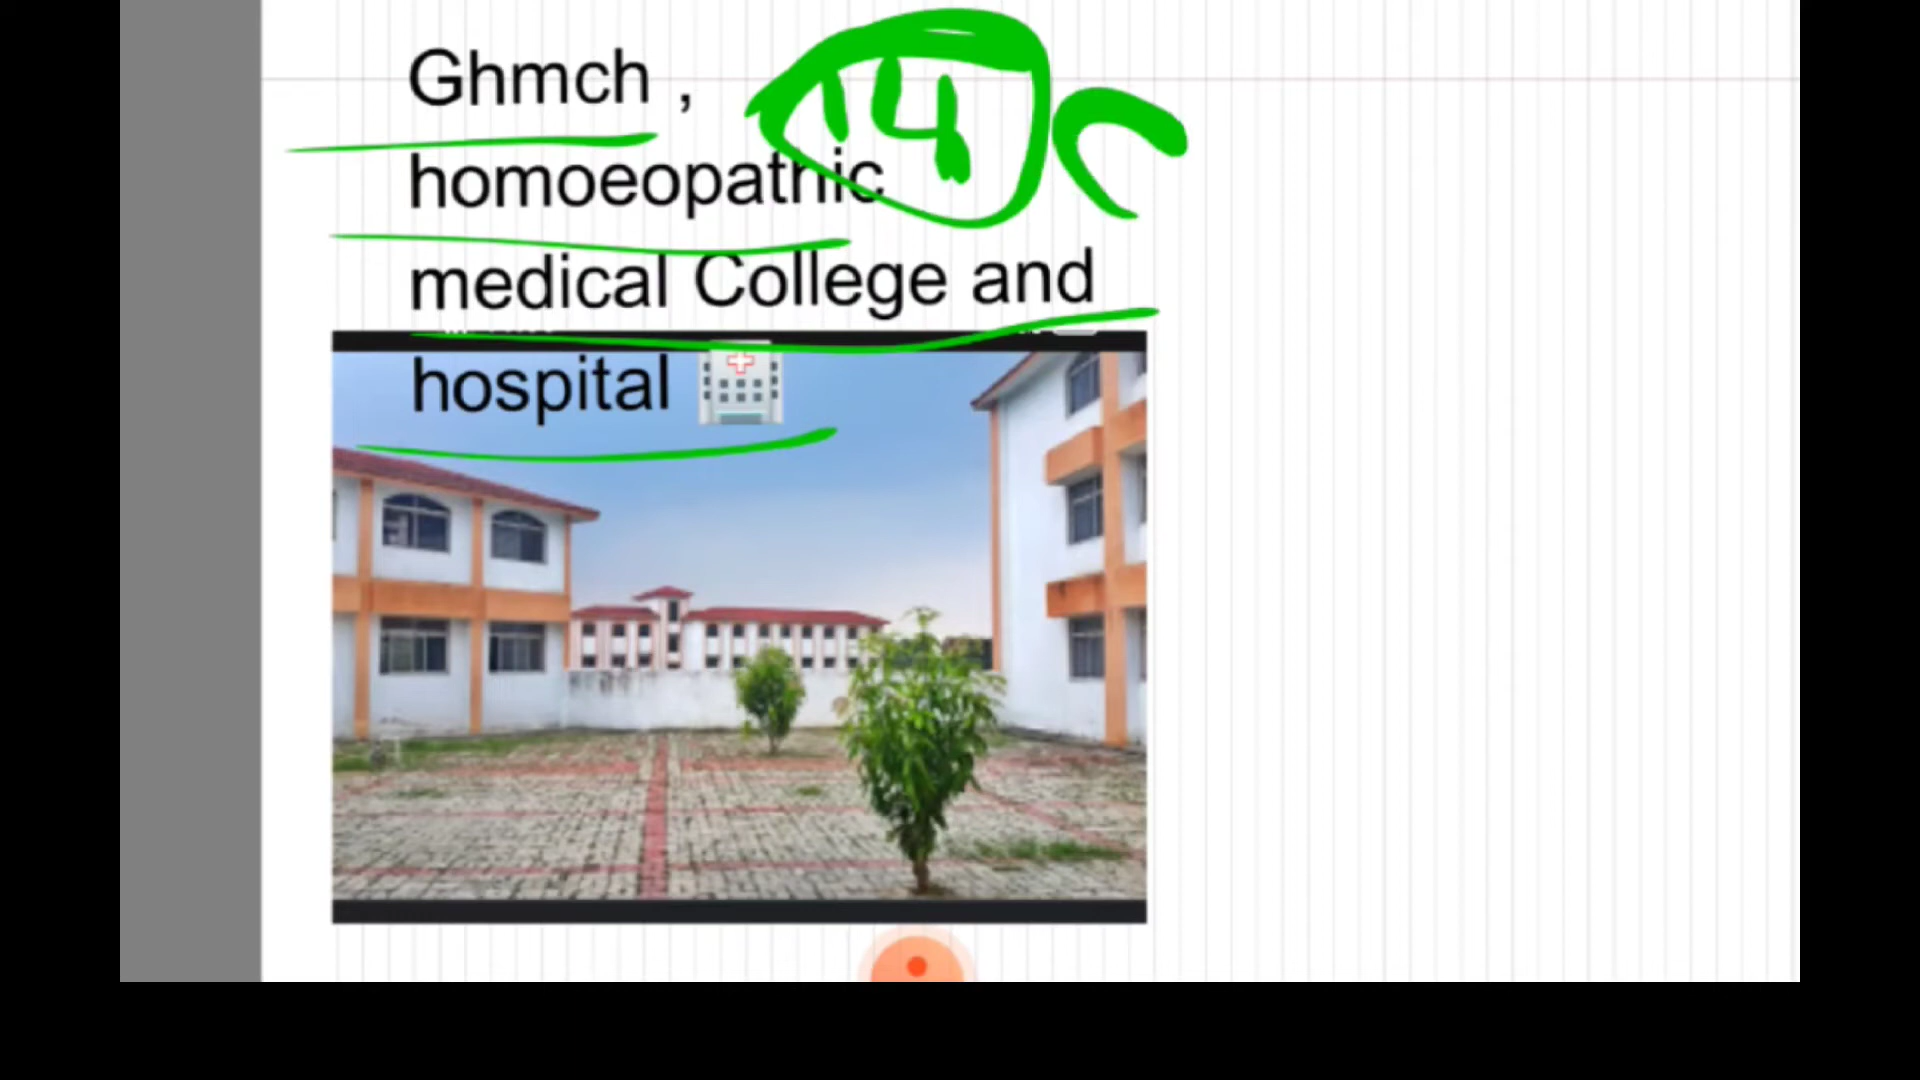 Ghmch , 14
homoeopathic
medical College and
hospital